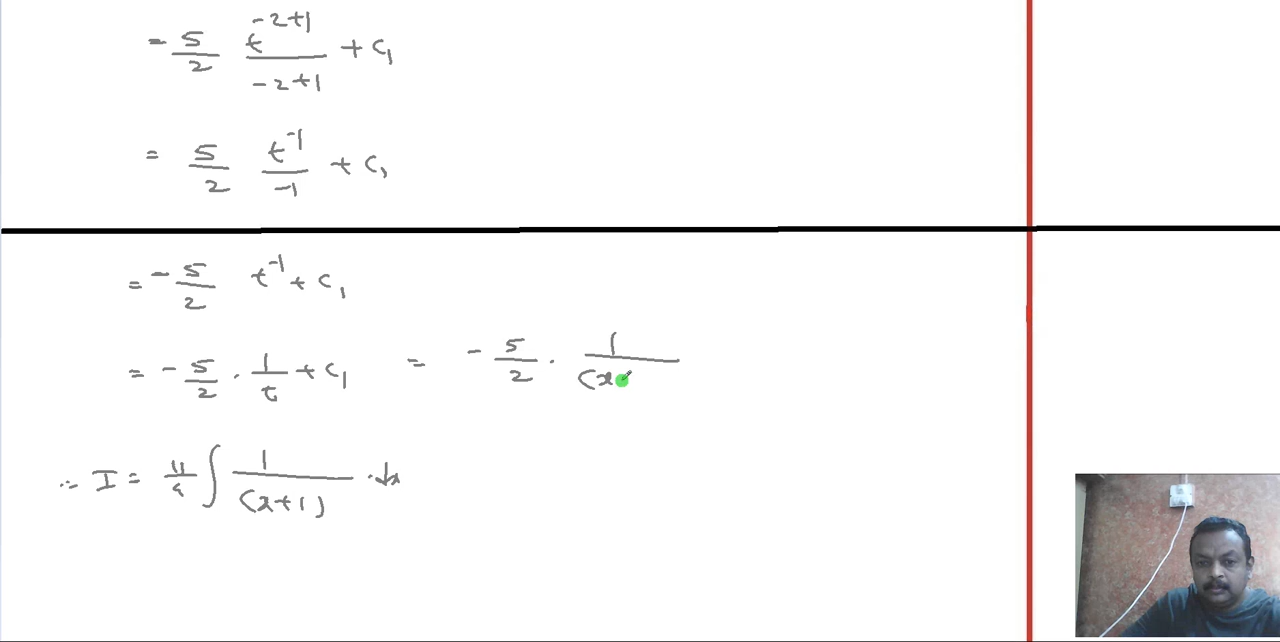 = 5/2 t^(-2+1)/(-2+1) + C₁
= 5/2 t^(-1)/(-1) + C₁
= - 5/2 t^(-1) + C₁
= - 5/2 . 1/t + C₁ = - 5/2 . 1/(x
∴ I = 11/4 ∫ 1/(x+1) . dx